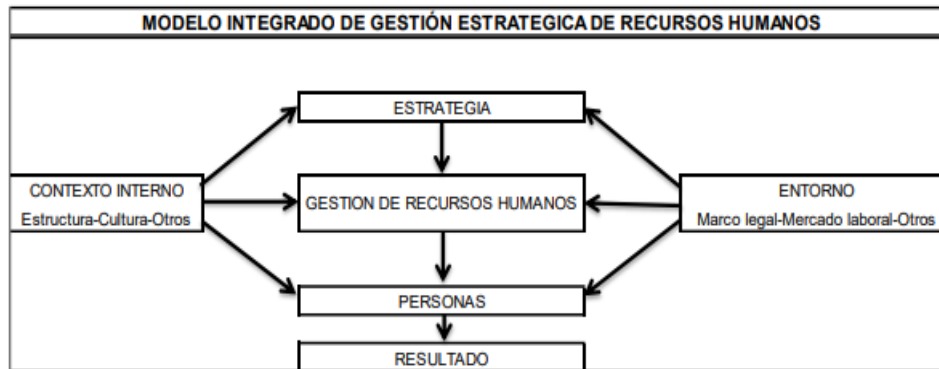 MODELO INTEGRADO DE GESTIÓN ESTRATEGICA DE RECURSOS HUMANOS
ESTRATEGIA
CONTEXTO INTERNO
Estructura-Cultura-Otros
GESTION DE RECURSOS HUMANOS
ENTORNO
Marco legal-Mercado laboral-Otros
PERSONAS
RESULTADO